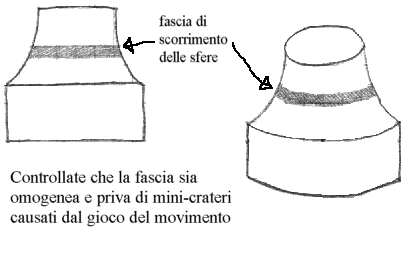 fascia di
scorrimento
delle sfere
Controllate che la fascia sia
omogenea e priva di mini-crateri
causati dal gioco del movimento